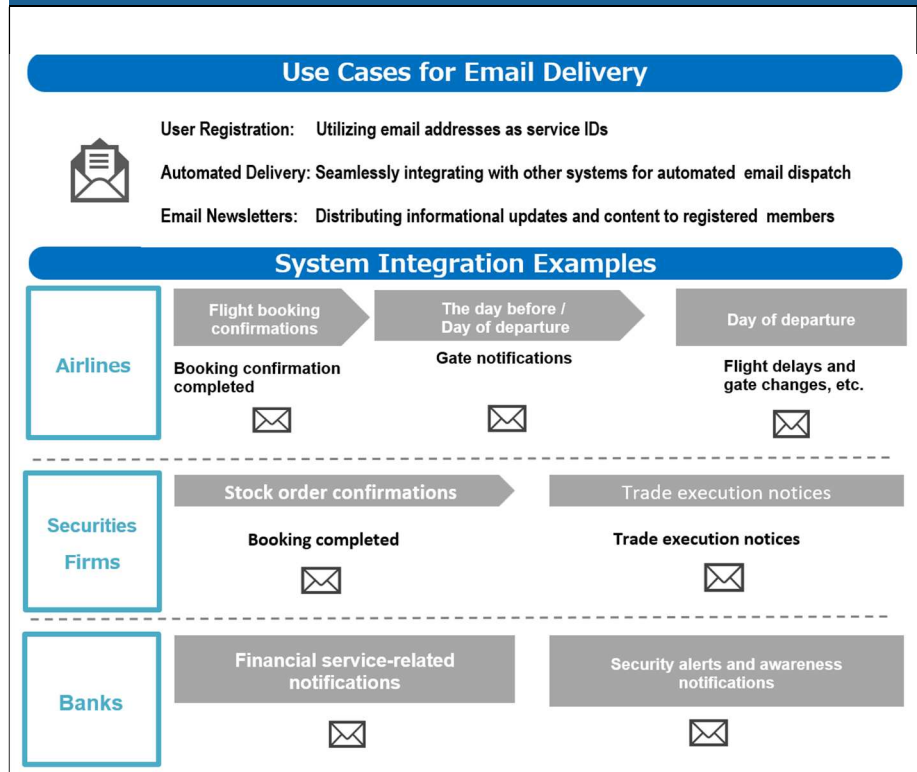 Use Cases for Email Delivery
User Registration: Utilizing email addresses as service IDs
Automated Delivery: Seamlessly integrating with other systems for automated email dispatch
Email Newsletters: Distributing informational updates and content to registered members
System Integration Examples
Airlines
Flight booking
confirmations
The day before /
Day of departure
Day of departure
Booking confirmation
completed
Gate notifications
Flight delays and
gate changes, etc.
Securities
Firms
Stock order confirmations
Trade execution notices
Booking completed
Trade execution notices
Banks
Financial service-related
notifications
Security alerts and awareness
notifications